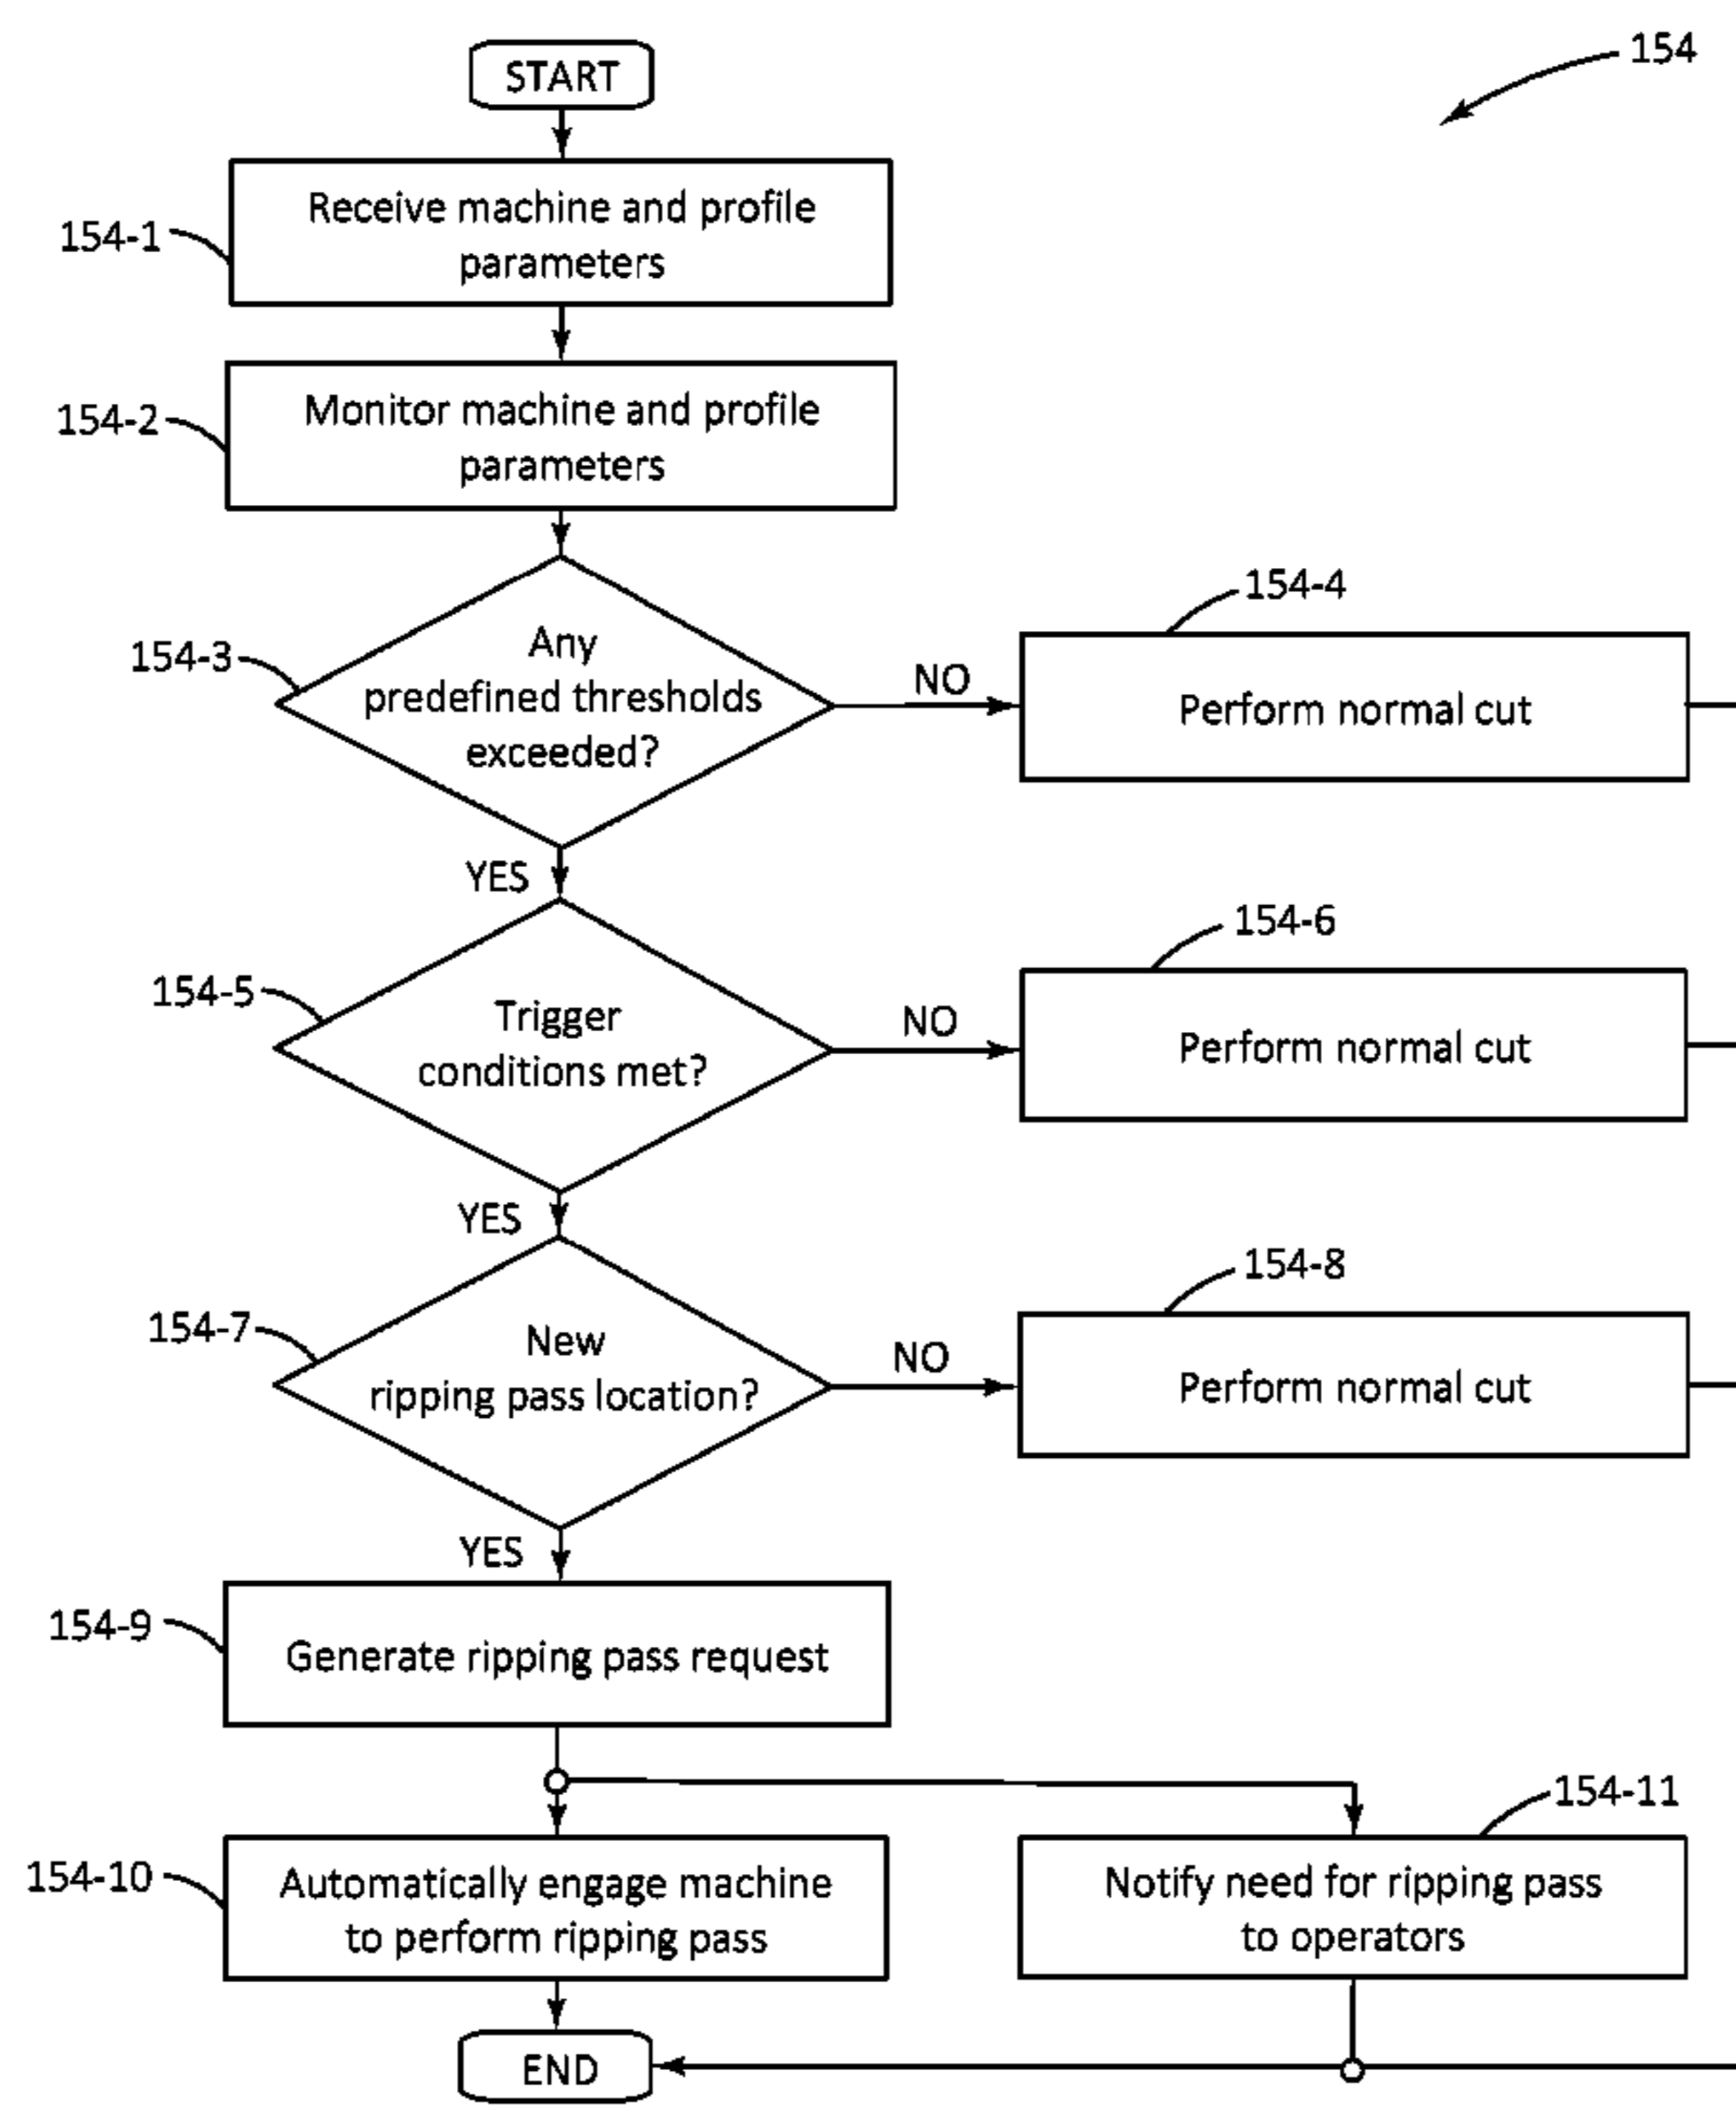 START
154
Receive machine and profile
parameters
154-1
Monitor machine and profile
parameters
154-2
Any
predefined thresholds
exceeded?
154-3
NO
154-4
Perform normal cut
YES
Trigger
conditions met?
154-5
NO
154-6
Perform normal cut
YES
New
ripping pass location?
154-7
NO
154-8
Perform normal cut
YES
154-9
Generate ripping pass request
154-10
Automatically engage machine
to perform ripping pass
154-11
Notify need for ripping pass
to operators
END